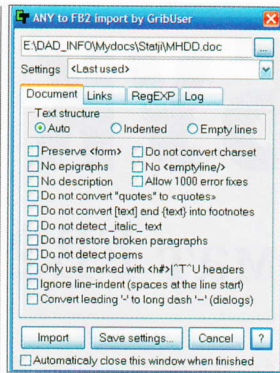 ANY to FB2 import by GribUser
E:\DAD_INFO\Mydocs\Statji\MHDD.doc
...
Settings <Last used>
Document Links RegEXP Log
Text structure
Auto Indented Empty lines
Preserve <form> Do not convert charset
No epigraphs No <emptyline/>
No description Allow 1000 error fixes
Do not convert "quotes" to «quotes»
Do not convert [text] and {text} into footnotes
Do not detect _italic_ text
Do not restore broken paragraphs
Do not detect poems
Only use marked with <h#>|^T^U headers
Ignore line-indent (spaces at the line start)
Convert leading '-' to long dash '—' (dialogs)
Import Save settings... Cancel ?
Automaticaly close this window when finished